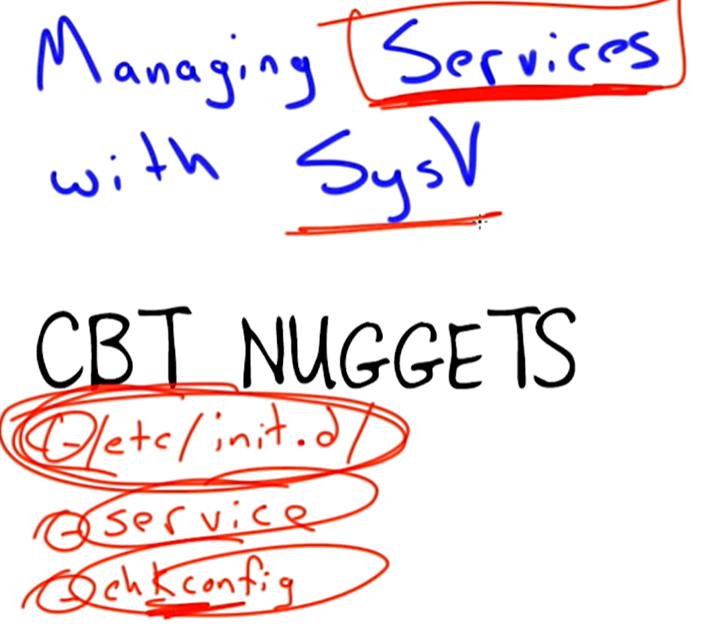 Managing Services
with SysV
CBT NUGGETS
/etc/init.d/
service
chkconfig